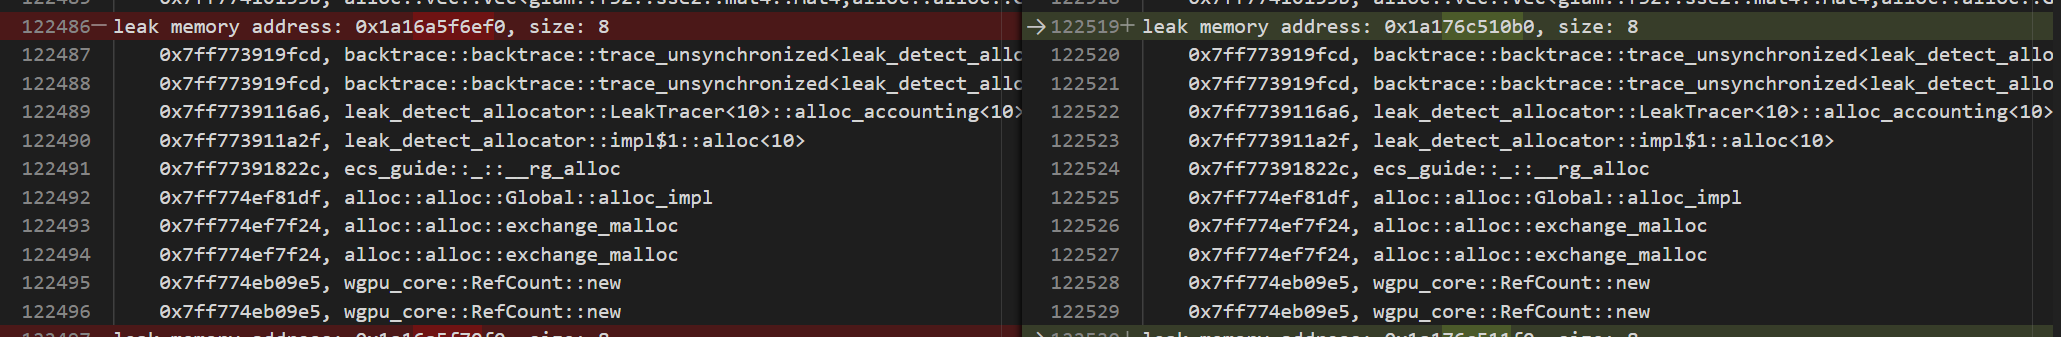 122486— leak memory address: 0x1a16a5f6ef0, size: 8
122487 0x7ff773919fcd, backtrace::backtrace::trace_unsynchronized<leak_detect_allc
122488 0x7ff773919fcd, backtrace::backtrace::trace_unsynchronized<leak_detect_allc
122489 0x7ff7739116a6, leak_detect_allocator::LeakTracer<10>::alloc_accounting<10>
122490 0x7ff773911a2f, leak_detect_allocator::impl$1::alloc<10>
122491 0x7ff77391822c, ecs_guide::_::__rg_alloc
122492 0x7ff774ef81df, alloc::alloc::Global::alloc_impl
122493 0x7ff774ef7f24, alloc::alloc::exchange_malloc
122494 0x7ff774ef7f24, alloc::alloc::exchange_malloc
122495 0x7ff774eb09e5, wgpu_core::RefCount::new
122496 0x7ff774eb09e5, wgpu_core::RefCount::new
→122519+ leak memory address: 0x1a176c510b0, size: 8
122520 0x7ff773919fcd, backtrace::backtrace::trace_unsynchronized<leak_detect_allo
122521 0x7ff773919fcd, backtrace::backtrace::trace_unsynchronized<leak_detect_allo
122522 0x7ff7739116a6, leak_detect_allocator::LeakTracer<10>::alloc_accounting<10>
122523 0x7ff773911a2f, leak_detect_allocator::impl$1::alloc<10>
122524 0x7ff77391822c, ecs_guide::_::__rg_alloc
122525 0x7ff774ef81df, alloc::alloc::Global::alloc_impl
122526 0x7ff774ef7f24, alloc::alloc::exchange_malloc
122527 0x7ff774ef7f24, alloc::alloc::exchange_malloc
122528 0x7ff774eb09e5, wgpu_core::RefCount::new
122529 0x7ff774eb09e5, wgpu_core::RefCount::new